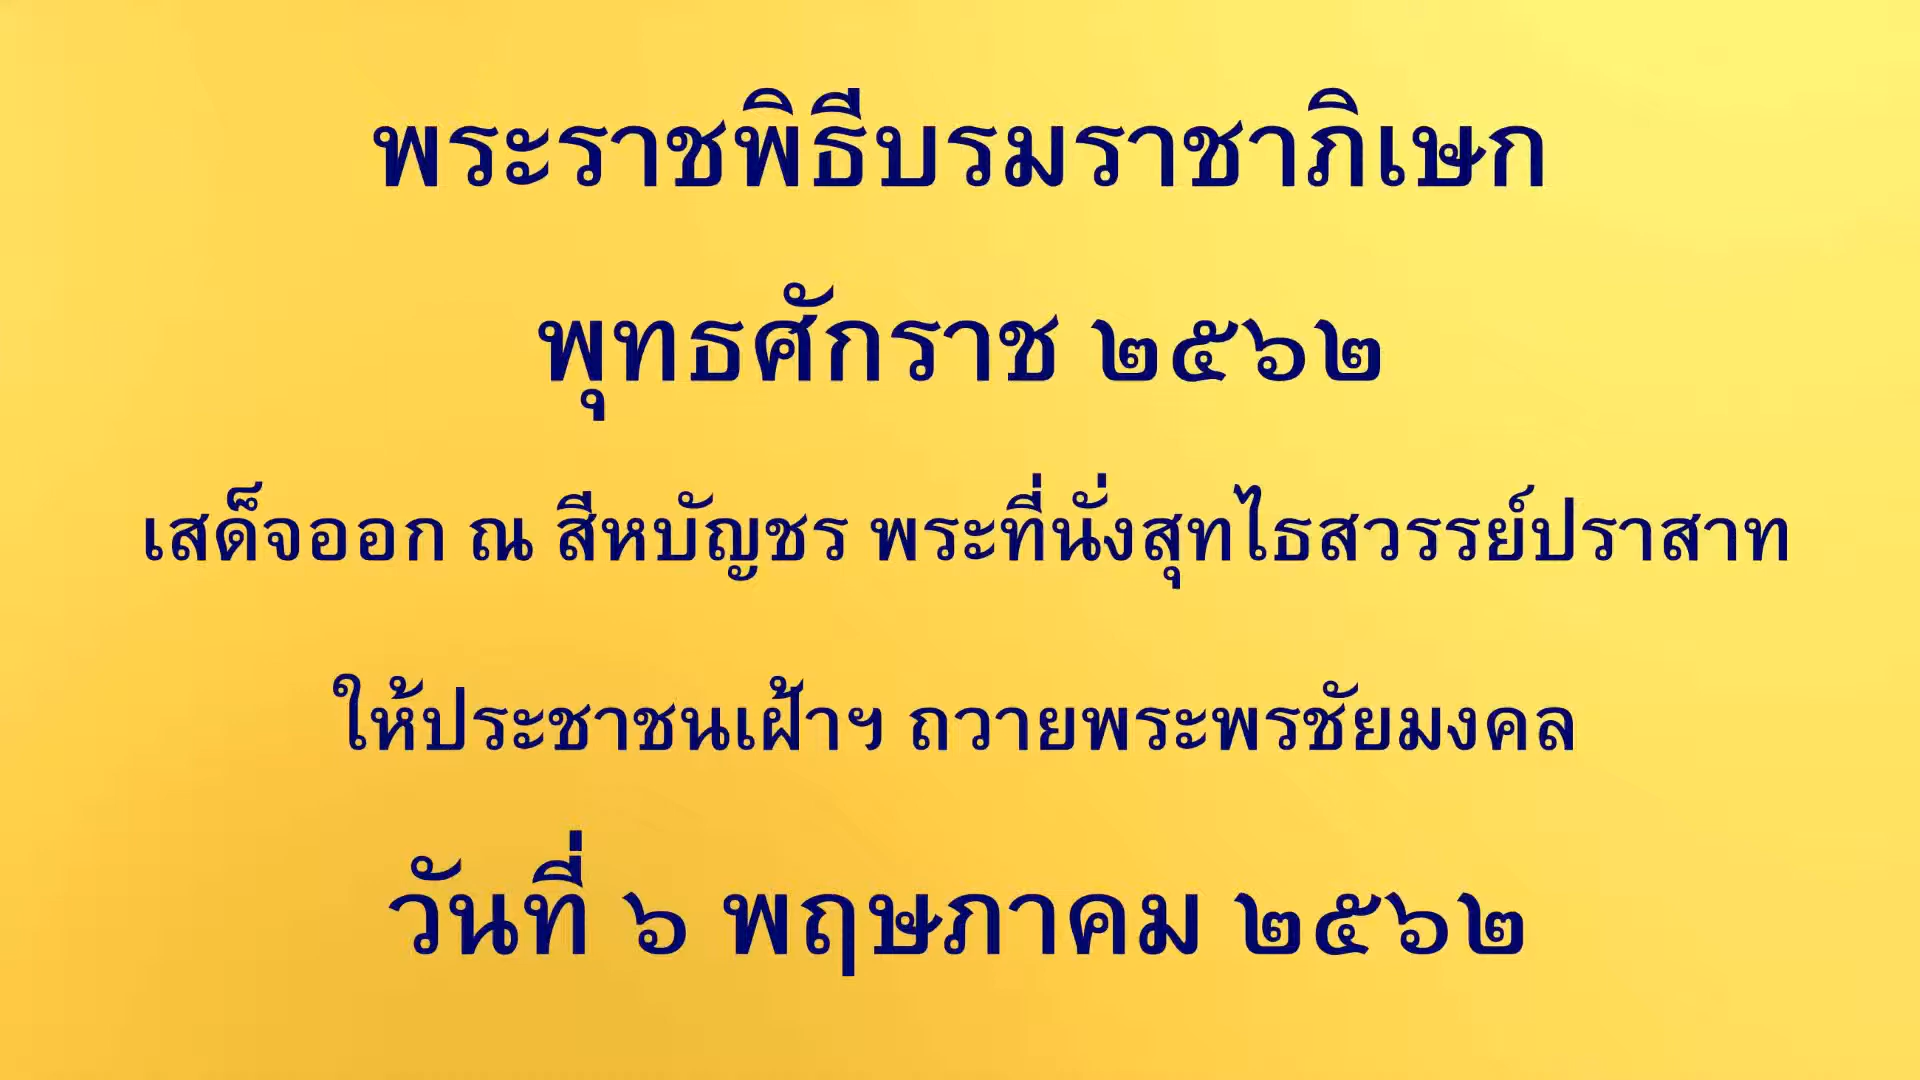 พระราชพิธีบรมราชาภิเษก
พุทธศักราช ๒๕๖๒
เสด็จออก ณ สีหบัญชร พระที่นั่งสุทไธสวรรย์ปราสาท
ให้ประชาชนเฝ้าฯ ถวายพระพรชัยมงคล
วันที่ ๖ พฤษภาคม ๒๕๖๒